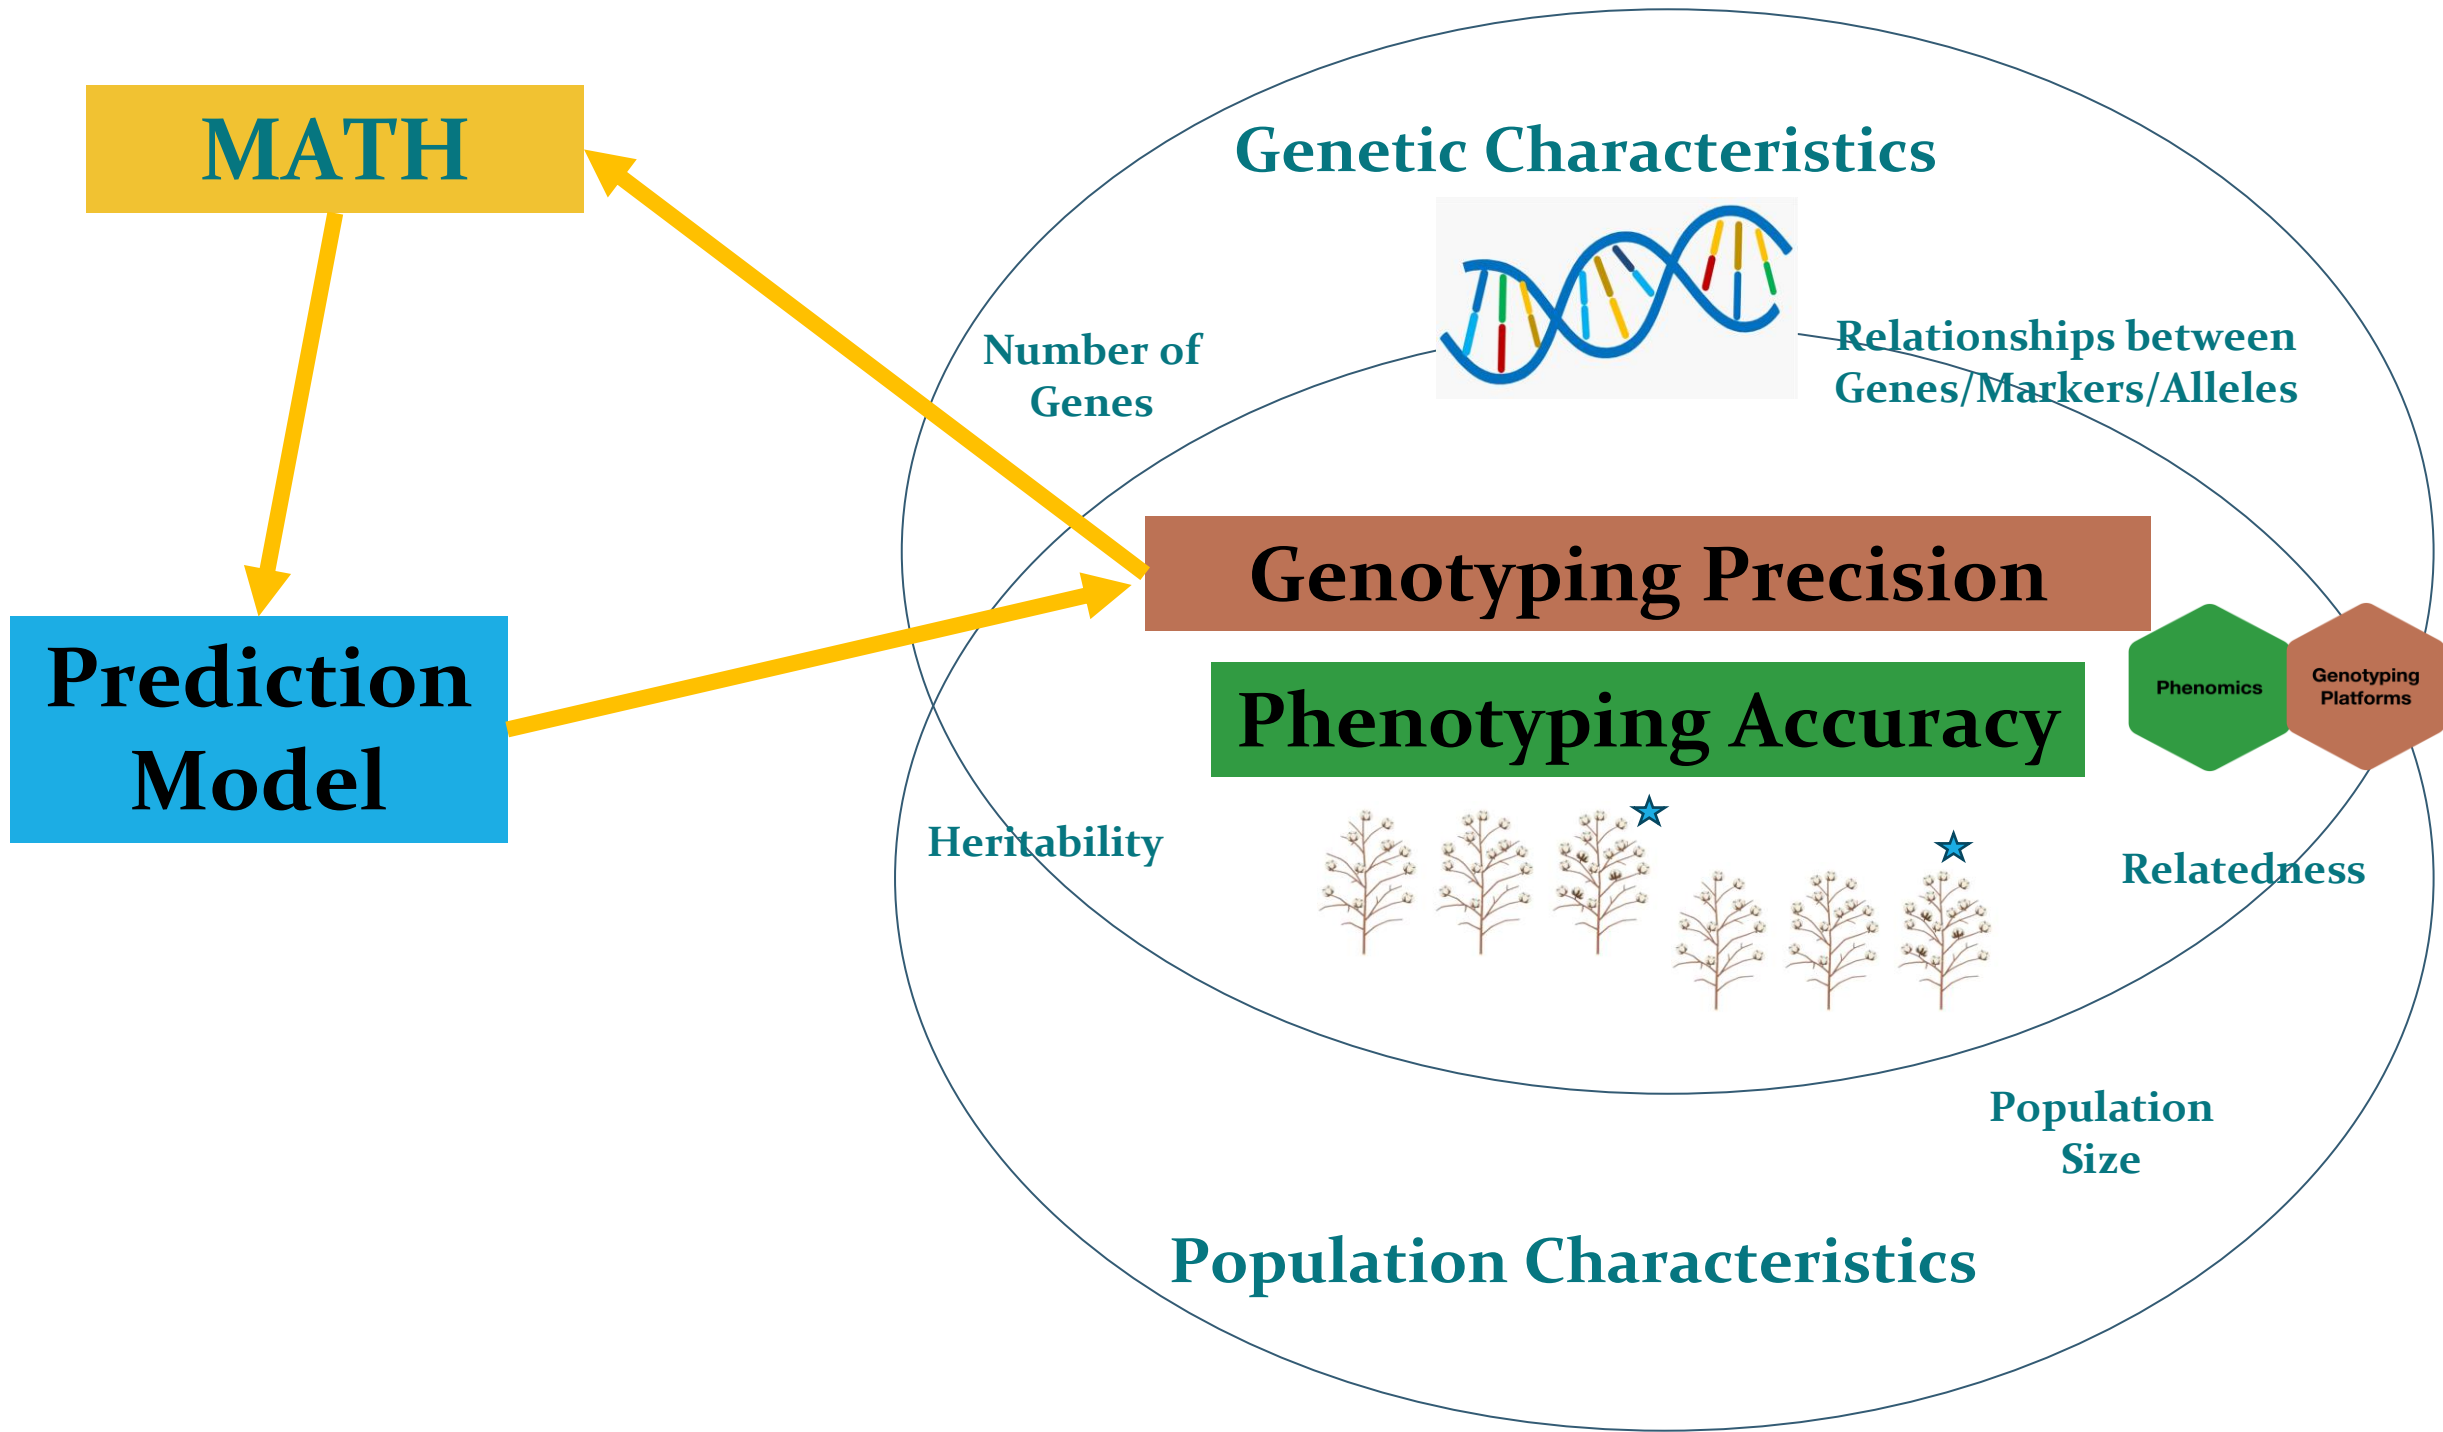 MATH
Genetic Characteristics
Number of
Genes
Relationships between
Genes/Markers/Alleles
Genotyping Precision
Prediction
Model
Phenotyping Accuracy
Phenomics
Genotyping
Platforms
Heritability
Relatedness
Population
Size
Population Characteristics